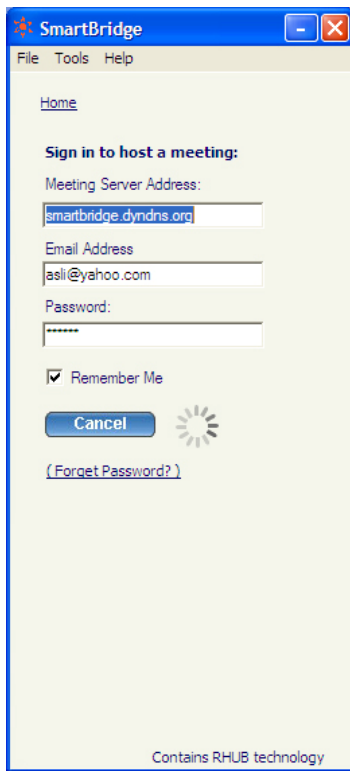 SmartBridge
File Tools Help
Home
Sign in to host a meeting:
Meeting Server Address:
smartbridge.dyndns.org
Email Address
asli@yahoo.com
Password:
******
Remember Me
Cancel
( Forget Password? )
Contains RHUB technology